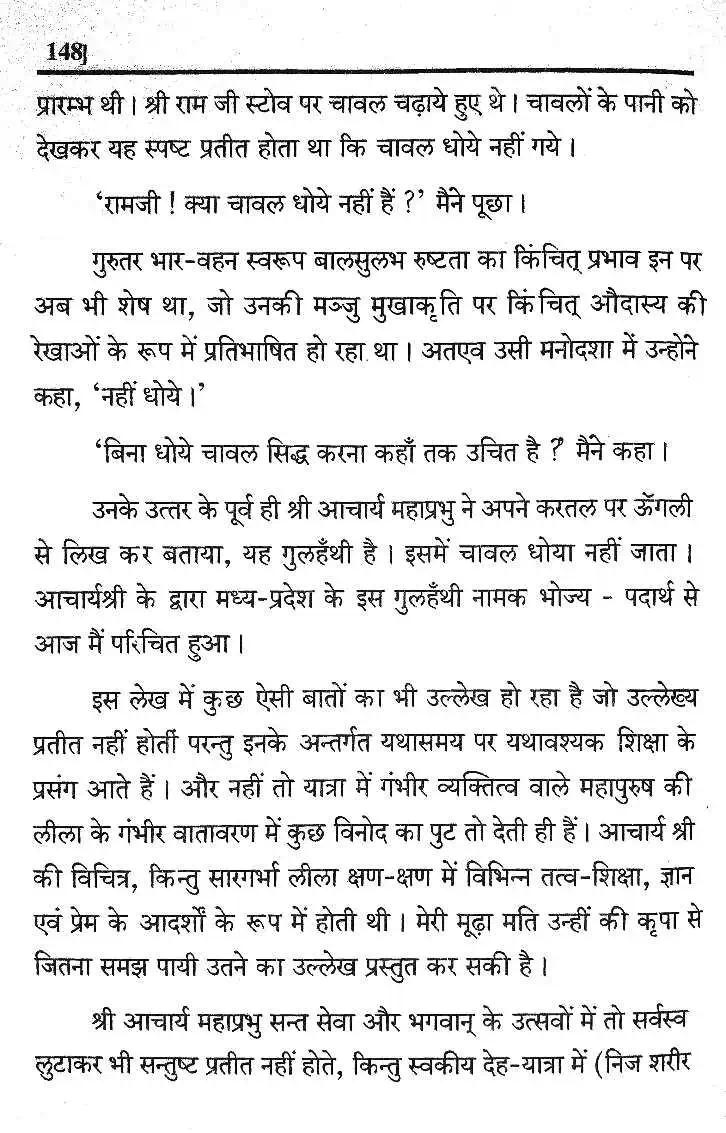 148]
प्रारम्भ थी। श्री राम जी स्टोव पर चावल चढ़ाये हुए थे। चावलों के पानी को
देखकर यह स्पष्ट प्रतीत होता था कि चावल धोये नहीं गये।
‘रामजी ! क्या चावल धोये नहीं हैं ?’ मैने पूछा।
गुरुतर भार-वहन स्वरूप बालसुलभ रुष्टता का किंचित् प्रभाव इन पर
अब भी शेष था, जो उनकी मञ्जु मुखाकृति पर किंचित् औदास्य की
रेखाओं के रूप में प्रतिभाषित हो रहा था। अतएव उसी मनोदशा में उन्होने
कहा, ‘नहीं धोये।’
‘बिना धोये चावल सिद्ध करना कहाँ तक उचित है ?’ मैने कहा।
उनके उत्तर के पूर्व ही श्री आचार्य महाप्रभु ने अपने करतल पर ऊँगली
से लिख कर बताया, यह गुलहँथी है। इसमें चावल धोया नहीं जाता।
आचार्यश्री के द्वारा मध्य-प्रदेश के इस गुलहँथी नामक भोज्य - पदार्थ से
आज मैं परिचित हुआ।
इस लेख में कुछ ऐसी बातों का भी उल्लेख हो रहा है जो उल्लेख्य
प्रतीत नहीं होतीं परन्तु इनके अन्तर्गत यथासमय पर यथावश्यक शिक्षा के
प्रसंग आते हैं। और नहीं तो यात्रा में गंभीर व्यक्तित्व वाले महापुरुष की
लीला के गंभीर वातावरण में कुछ विनोद का पुट तो देती ही हैं। आचार्य श्री
की विचित्र, किन्तु सारगर्भा लीला क्षण-क्षण में विभिन्न तत्व-शिक्षा, ज्ञान
एवं प्रेम के आदर्शों के रूप में होती थी। मेरी मूढ़ा मति उन्हीं की कृपा से
जितना समझ पायी उतने का उल्लेख प्रस्तुत कर सकी है।
श्री आचार्य महाप्रभु सन्त सेवा और भगवान् के उत्सवों में तो सर्वस्व
लुटाकर भी सन्तुष्ट प्रतीत नहीं होते, किन्तु स्वकीय देह-यात्रा में (निज शरीर